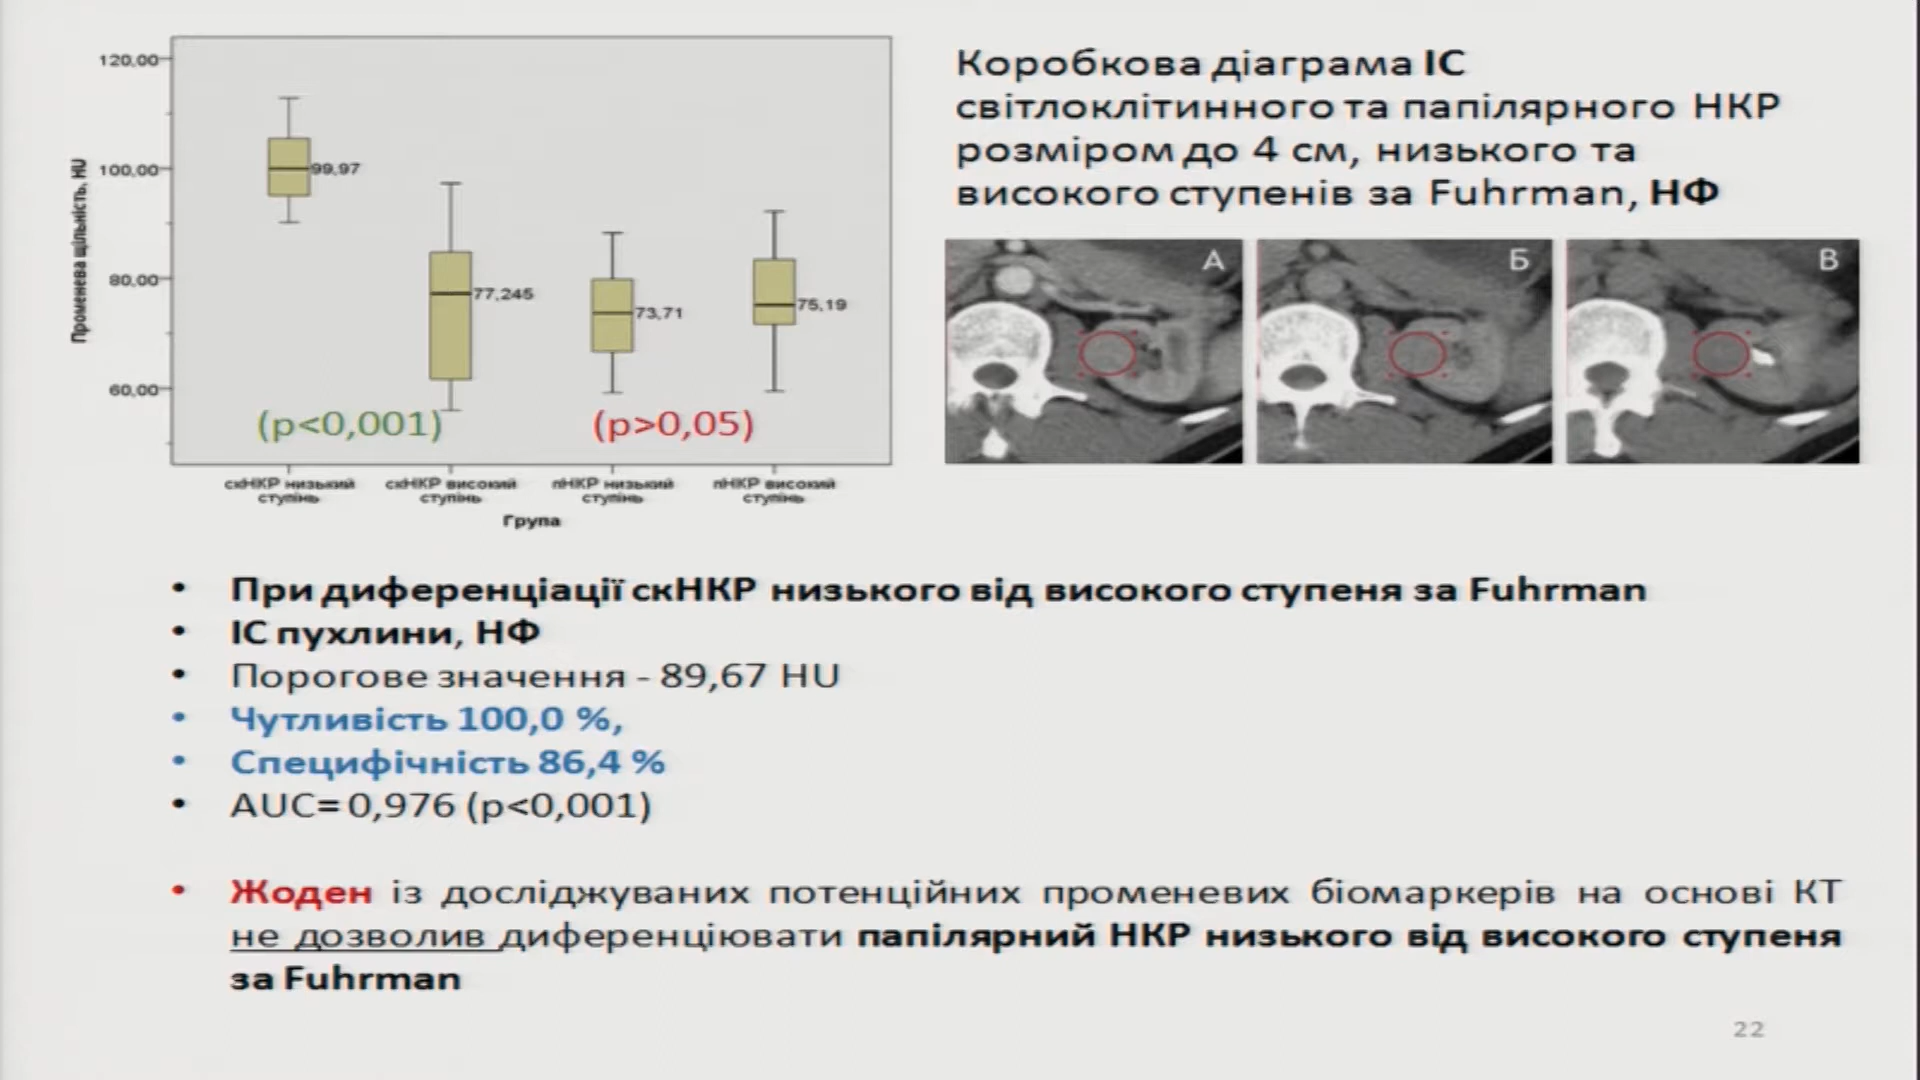 120,00
100,00
80,00
60,00
Променева щільність, HU
99,97
77,245
73,71
75,19
(p<0,001)
(p>0,05)
скНКР низький ступінь
скНКР високий ступінь
пНКР низький ступінь
пНКР високий ступінь
Група
Коробкова діаграма ІС
світлоклітинного та папілярного НКР
розміром до 4 см, низького та
високого ступенів за Fuhrman, НФ
А
Б
В
• При диференціації скНКР низького від високого ступеня за Fuhrman
• ІС пухлини, НФ
• Порогове значення - 89,67 HU
• Чутливість 100,0 %,
• Специфічність 86,4 %
• AUC= 0,976 (p<0,001)
• Жоден із досліджуваних потенційних променевих біомаркерів на основі КТ
не дозволив диференціювати папілярний НКР низького від високого ступеня
за Fuhrman
22